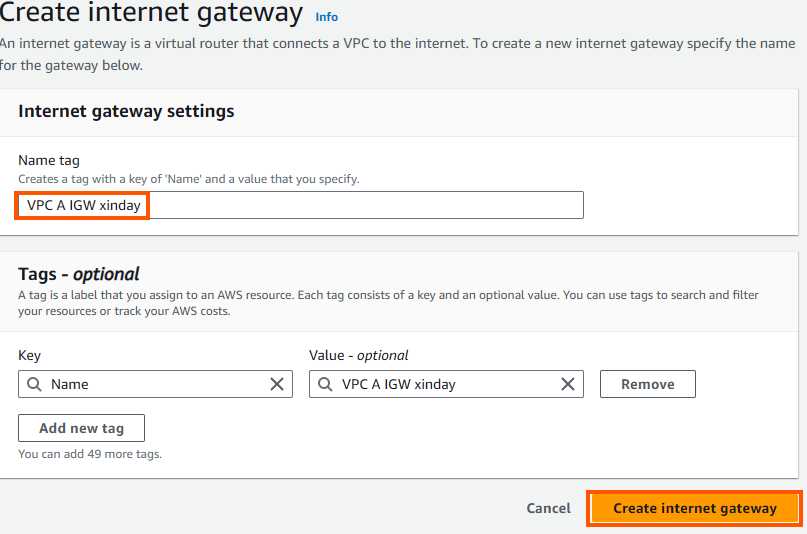 Create internet gateway Info
An internet gateway is a virtual router that connects a VPC to the internet. To create a new internet gateway specify the name
for the gateway below.
Internet gateway settings
Name tag
Creates a tag with a key of 'Name' and a value that you specify.
VPC A IGW xinday
Tags - optional
A tag is a label that you assign to an AWS resource. Each tag consists of a key and an optional value. You can use tags to search and filter
your resources or track your AWS costs.
Key Value - optional
Name VPC A IGW xinday Remove
Add new tag
You can add 49 more tags.
Cancel Create internet gateway